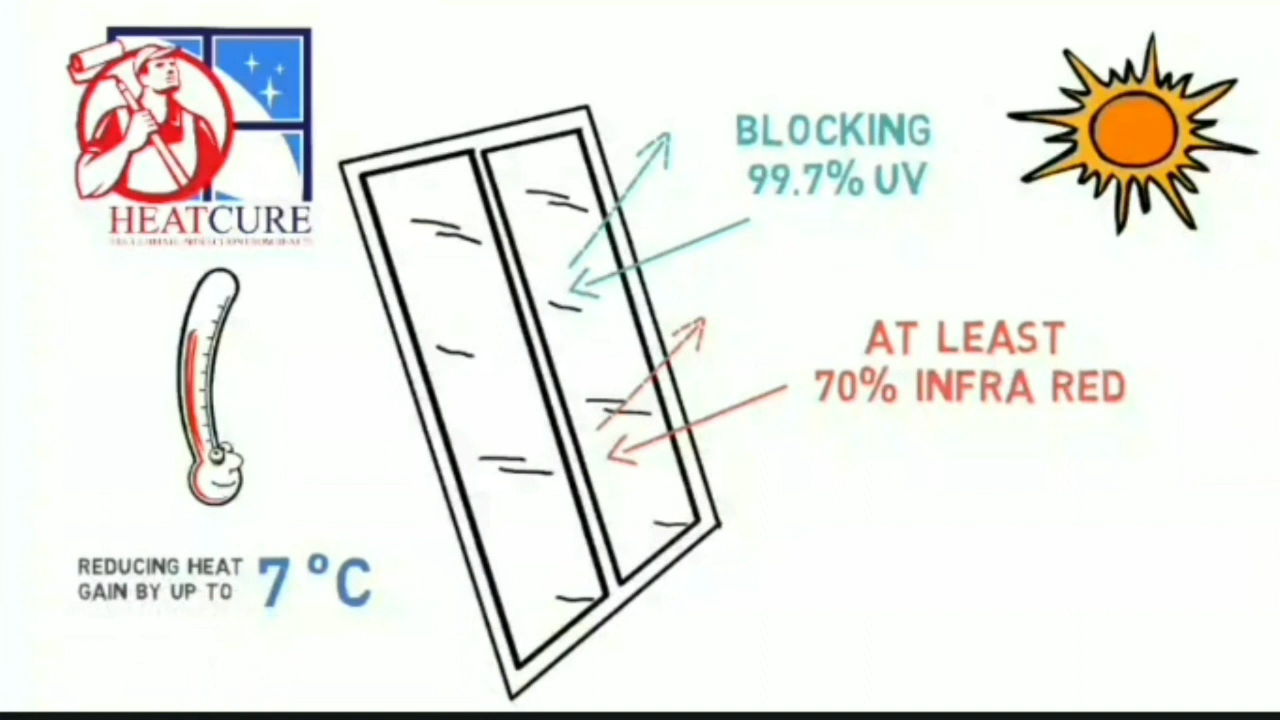 HEATCURE
BLOCKING
99.7% UV
AT LEAST
70% INFRA RED
REDUCING HEAT
GAIN BY UP TO
7 °C